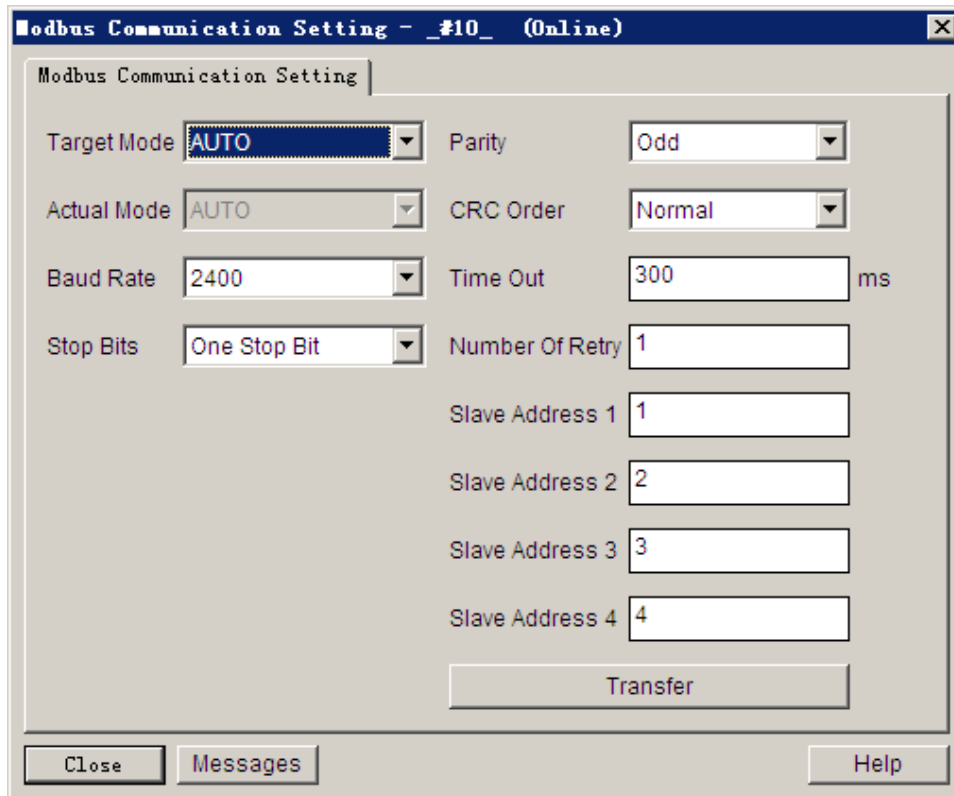 Modbus Communication Setting - _#10_ (Online)
Modbus Communication Setting
Target Mode AUTO Parity Odd
Actual Mode AUTO CRC Order Normal
Baud Rate 2400 Time Out 300 ms
Stop Bits One Stop Bit Number Of Retry 1
Slave Address 1 1
Slave Address 2 2
Slave Address 3 3
Slave Address 4 4
Transfer
Close Messages Help